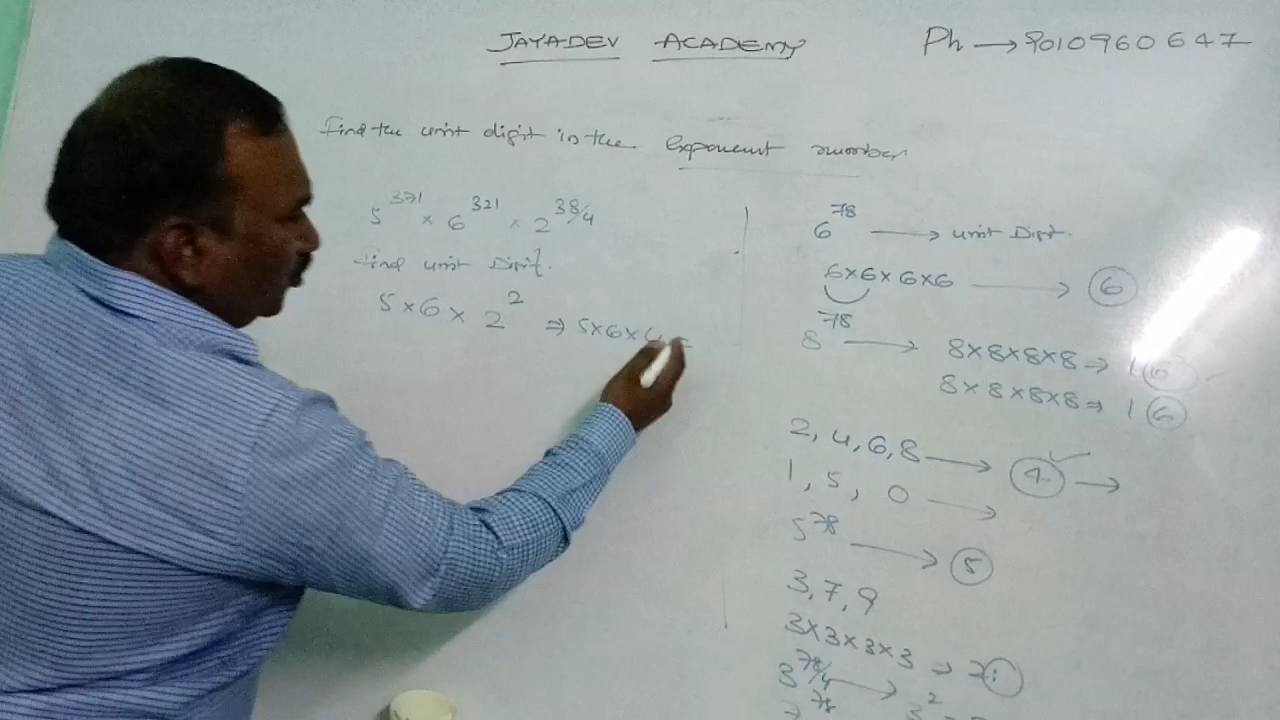 JAYADEV ACADEMY Ph → 9010960647
Find the unit digit in the exponent number
5^371 × 6^321 × 2^38/4
Find unit Digit.
5×6×2^2 ⇒ 5×6×4 =
6^78 → unit Digit.
6×6×6×6 → 6
8^78 → 8×8×8×8 ⇒ 16
8×8×8×8 ⇒ 16
2, 4, 6, 8 → 4 →
1, 5, 0 →
5^78 → 5
3, 7, 9
3×3×3×3 ⇒
3^78/4 → 3^2